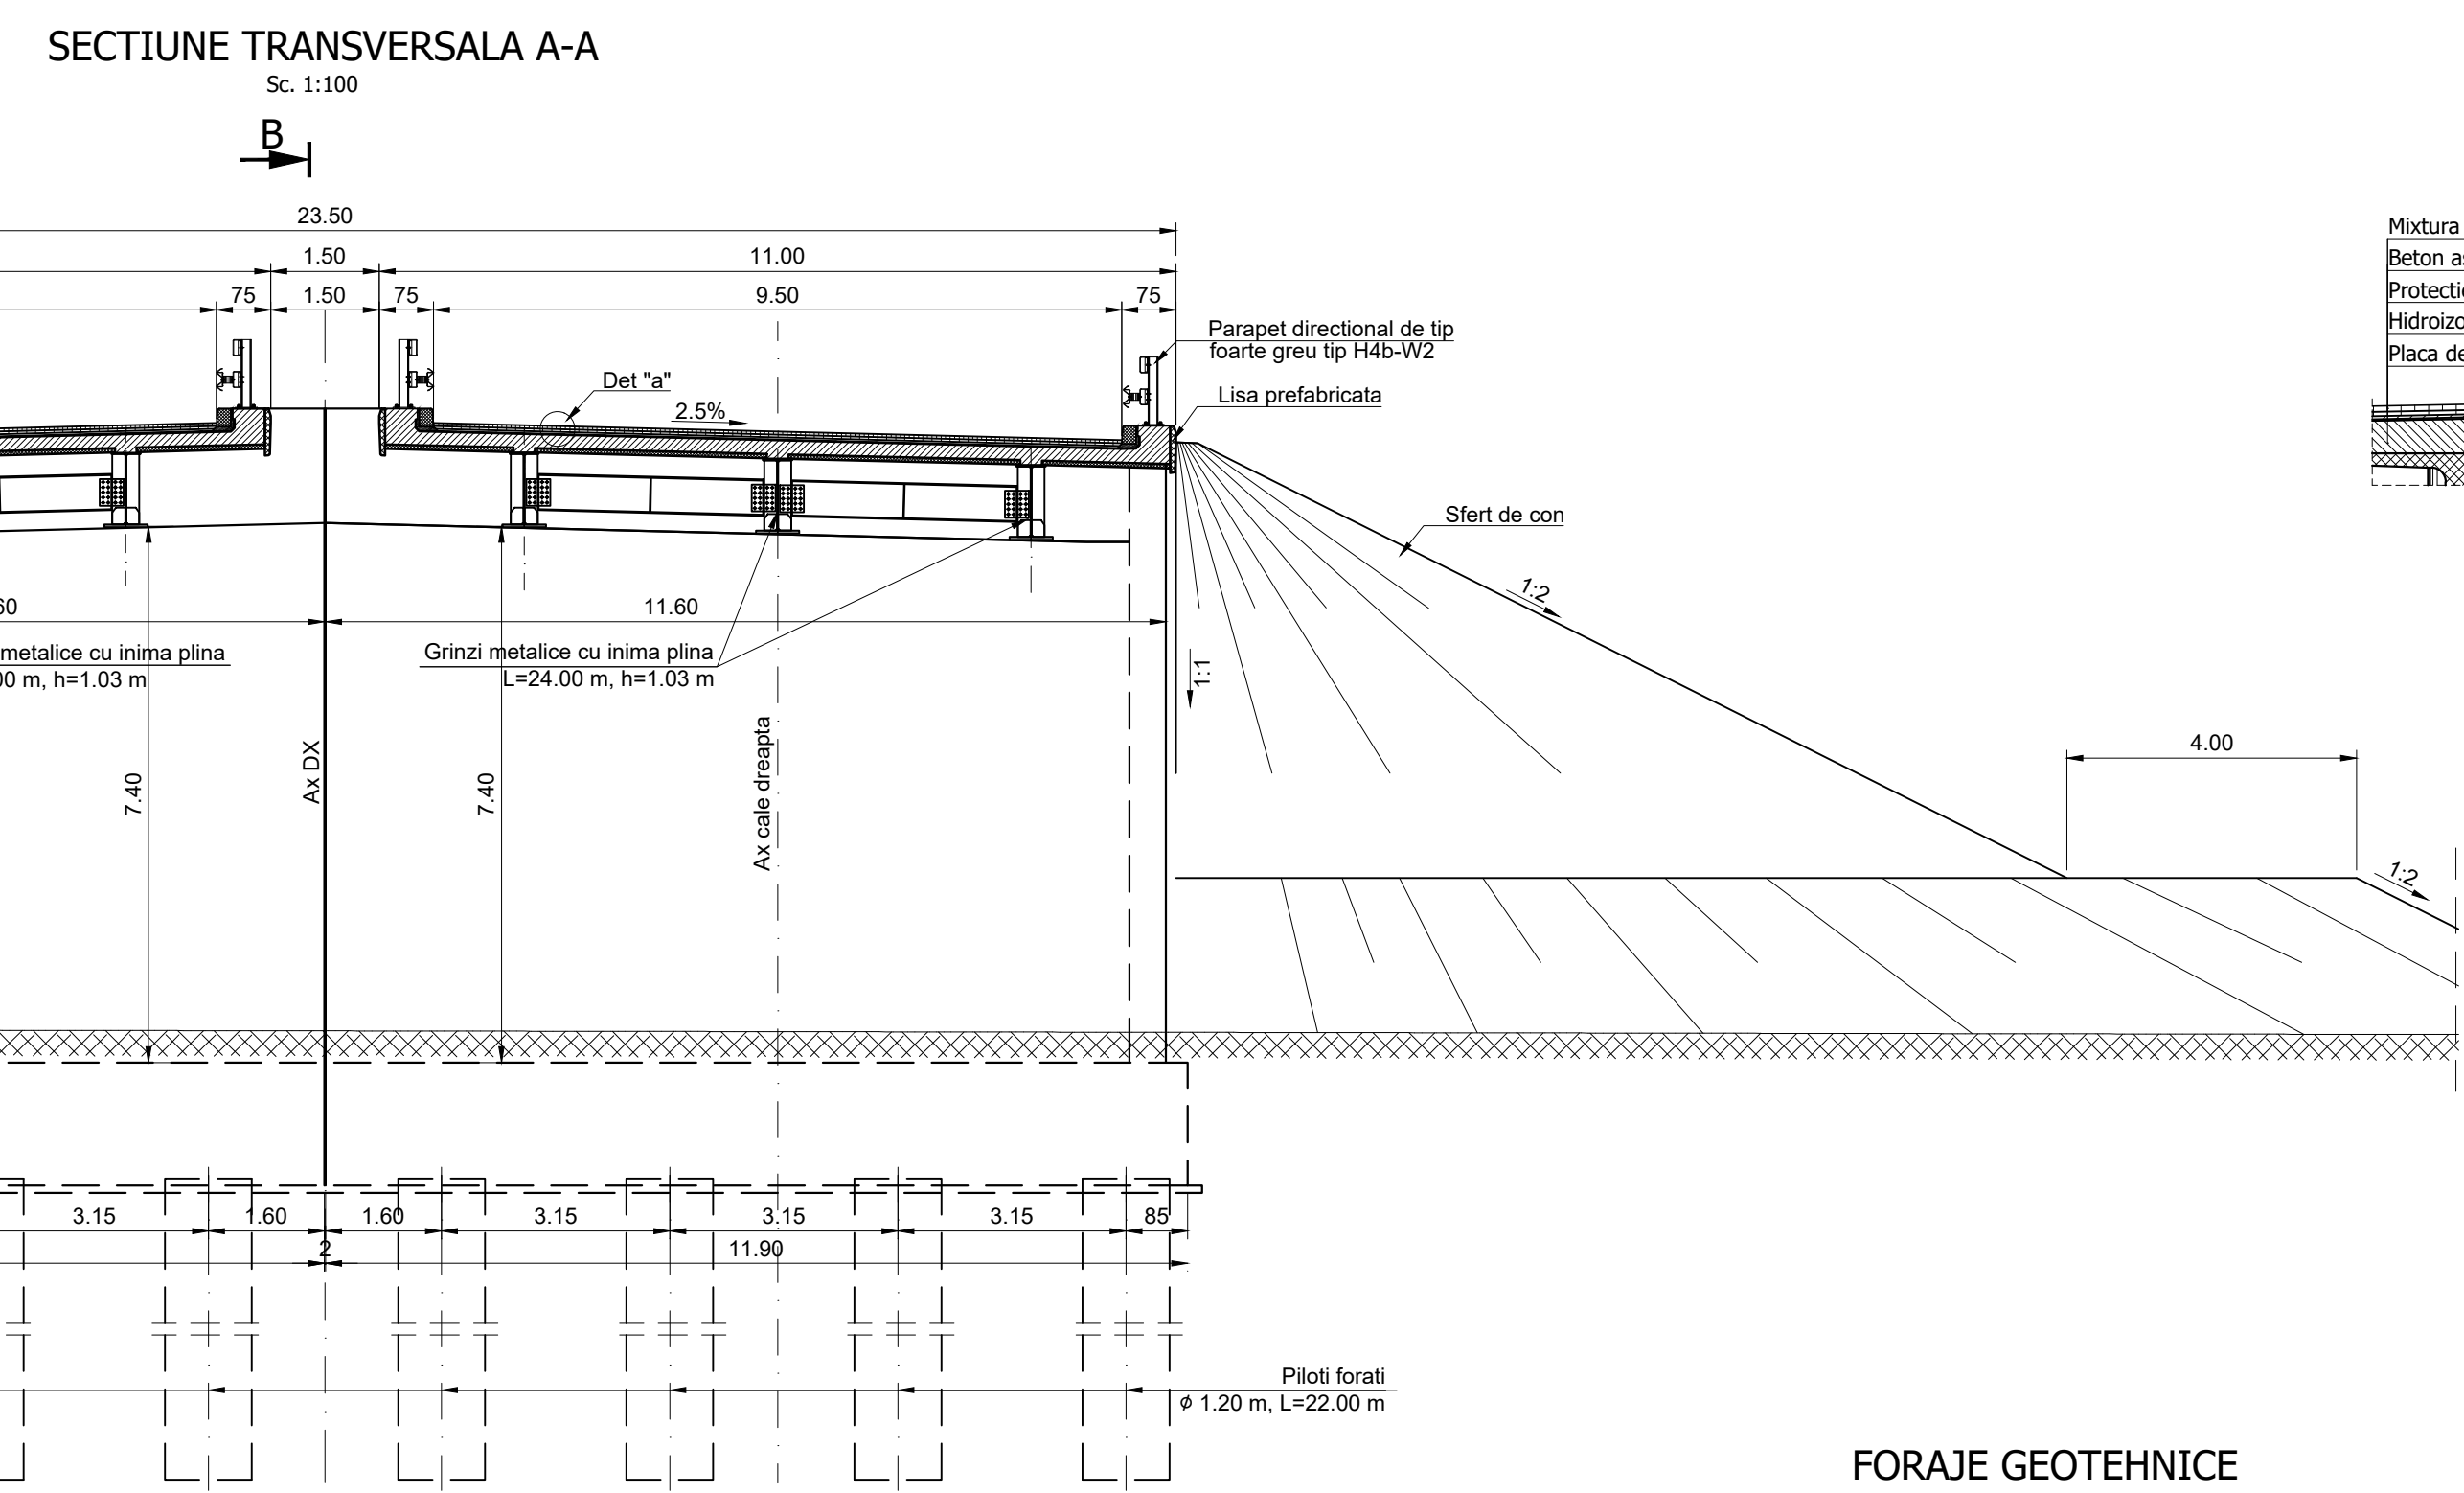 SECTIUNE TRANSVERSALA A-A
Sc. 1:100
B
23.50
1.50
11.00
75
1.50
75
9.50
75
Mixtura
Beton
Placa
Parapet directional de tip
foarte greu tip H4b-W2
Det "a"
Lisa prefabricata
2.5%
Sfert de con
1:2
60
11.60
metalice cu inima plina
00 m, h=1.03 m
Grinzi metalice cu inima plina
L=24.00 m, h=1.03 m
1:1
Ax DX
7.40
7.40
Ax cale dreapta
4.00
1:2
3.15
1.60
1.60
3.15
3.15
3.15
85
2
11.90
Piloti forati
ϕ 1.20 m, L=22.00 m
FORAJE GEOTEHNICE